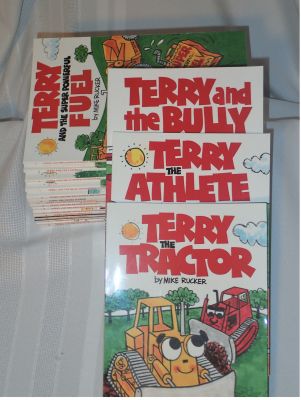 TERRY
AND THE SUPER POWERFUL
FUEL
by MIKE RUCKER
TERRY and
the BULLY
TERRY
THE
ATHLETE
TERRY
THE
TRACTOR
by MIKE RUCKER